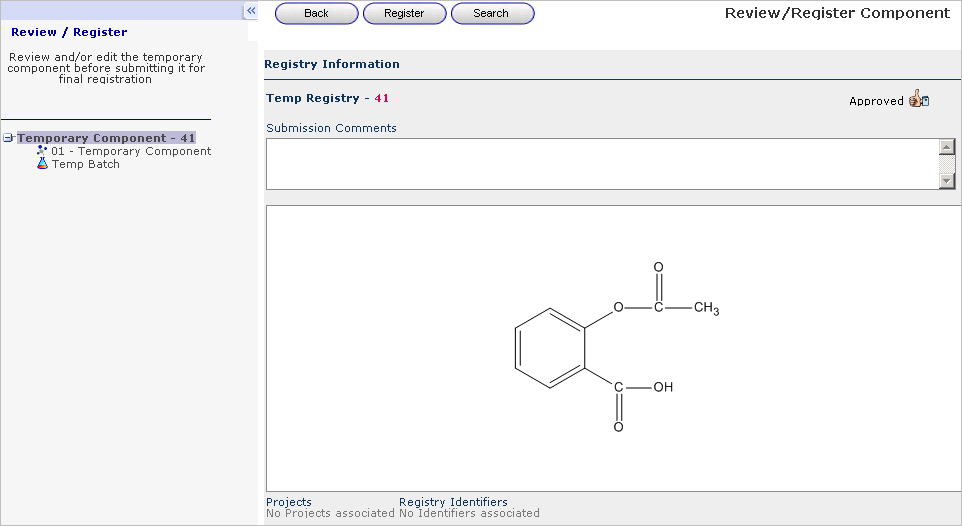 «
Back
Register
Search
Review/Register Component
Review / Register
Review and/or edit the temporary
component before submitting it for
final registration
Temporary Component - 41
01 - Temporary Component
Temp Batch
Registry Information
Temp Registry - 41
Approved
Submission Comments
O
O
C
CH3
C
OH
O
Projects
Registry Identifiers
No Projects associated
No Identifiers associated